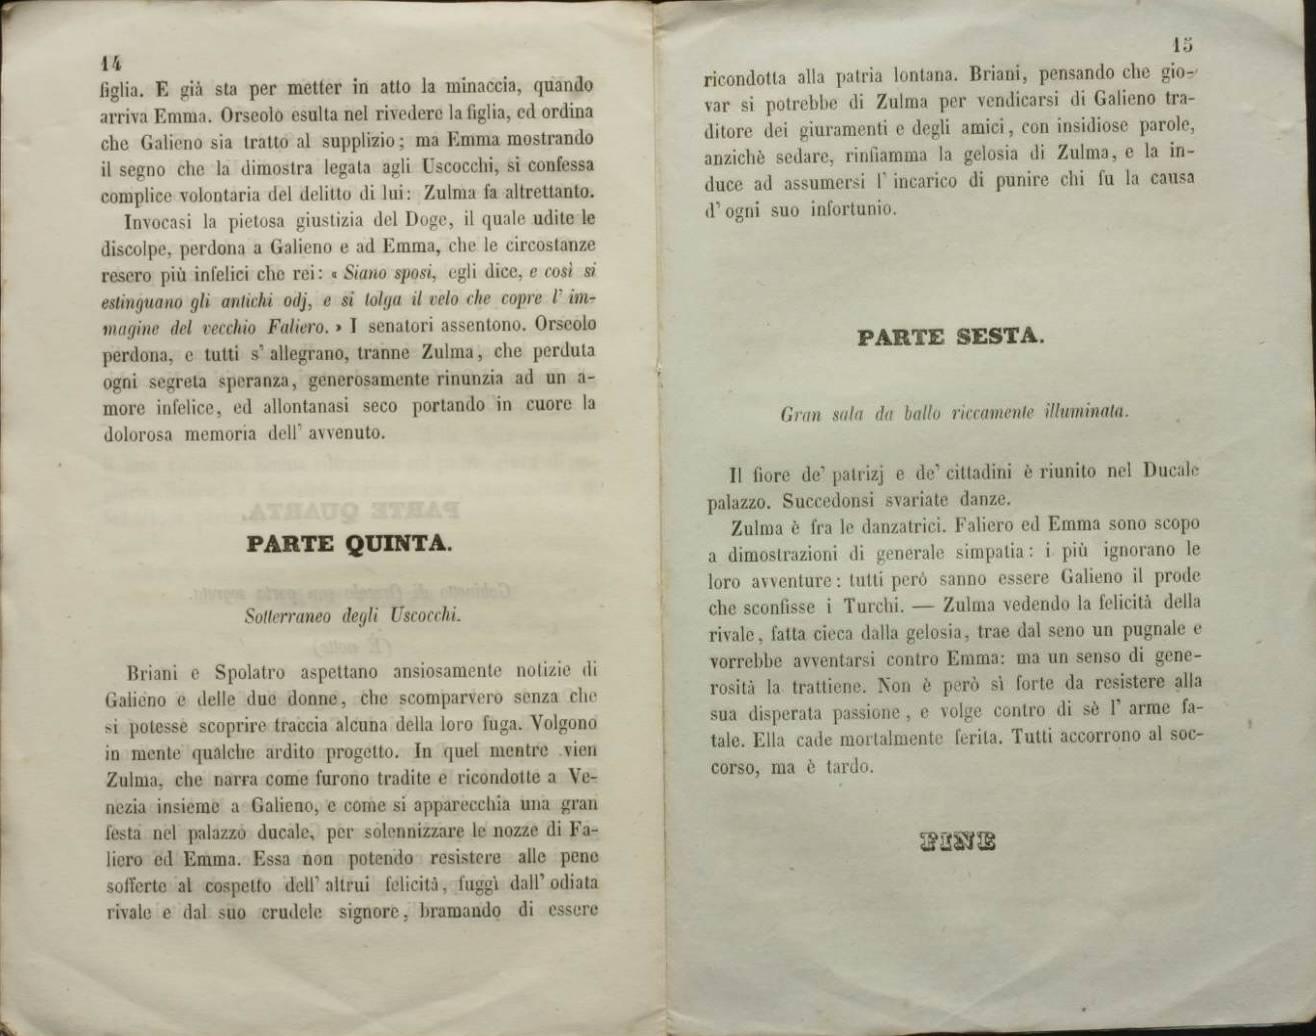 14
figlia. E già sta per metter in atto la minaccia, quando
arriva Emma. Orseolo esulta nel rivedere la figlia, ed ordina
che Galieno sia tratto al supplizio; ma Emma mostrando
il segno che la dimostra legata agli Uscocchi, si confessa
complice volontaria del delitto di lui: Zulma fa altrettanto.
Invocasi la pietosa giustizia del Doge, il quale udite le
discolpe, perdona a Galieno e ad Emma, che le circostanze
resero più infelici che rei: « Siano sposi, egli dice, e così si
estinguano gli antichi odj, e si tolga il velo che copre l' im-
magine del vecchio Faliero. » I senatori assentono. Orseolo
perdona, e tutti s' allegrano, tranne Zulma, che perduta
ogni segreta speranza, generosamente rinunzia ad un a-
more infelice, ed allontanasi seco portando in cuore la
dolorosa memoria dell' avvenuto.
PARTE QUINTA.
Sotterraneo degli Uscocchi.
Briani e Spolatro aspettano ansiosamente notizie di
Galieno e delle due donne, che scomparvero senza che
si potesse scoprire traccia alcuna della loro fuga. Volgono
in mente qualche ardito progetto. In quel mentre vien
Zulma, che narra come furono tradite e ricondotte a Ve-
nezia insieme a Galieno, e come si apparecchia una gran
festa nel palazzo ducale, per solennizzare le nozze di Fa-
liero ed Emma. Essa non potendo resistere alle pene
sofferte al cospetto dell' altrui felicità, fuggì dall' odiata
rivale e dal suo crudele signore, bramando di essere
15
ricondotta alla patria lontana. Briani, pensando che gio-
var si potrebbe di Zulma per vendicarsi di Galieno tra-
ditore dei giuramenti e degli amici, con insidiose parole,
anzichè sedare, rinfiamma la gelosia di Zulma, e la in-
duce ad assumersi l' incarico di punire chi fu la causa
d' ogni suo infortunio.
PARTE SESTA.
Gran sala da ballo riccamente illuminata.
Il fiore de' patrizj e de' cittadini è riunito nel Ducale
palazzo. Succedonsi svariate danze.
Zulma è fra le danzatrici. Faliero ed Emma sono scopo
a dimostrazioni di generale simpatia: i più ignorano le
loro avventure: tutti però sanno essere Galieno il prode
che sconfisse i Turchi. — Zulma vedendo la felicità della
rivale, fatta cieca dalla gelosia, trae dal seno un pugnale e
vorrebbe avventarsi contro Emma: ma un senso di gene-
rosità la trattiene. Non è però sì forte da resistere alla
sua disperata passione, e volge contro di sè l' arme fa-
tale. Ella cade mortalmente ferita. Tutti accorrono al soc-
corso, ma è tardo.
FINE